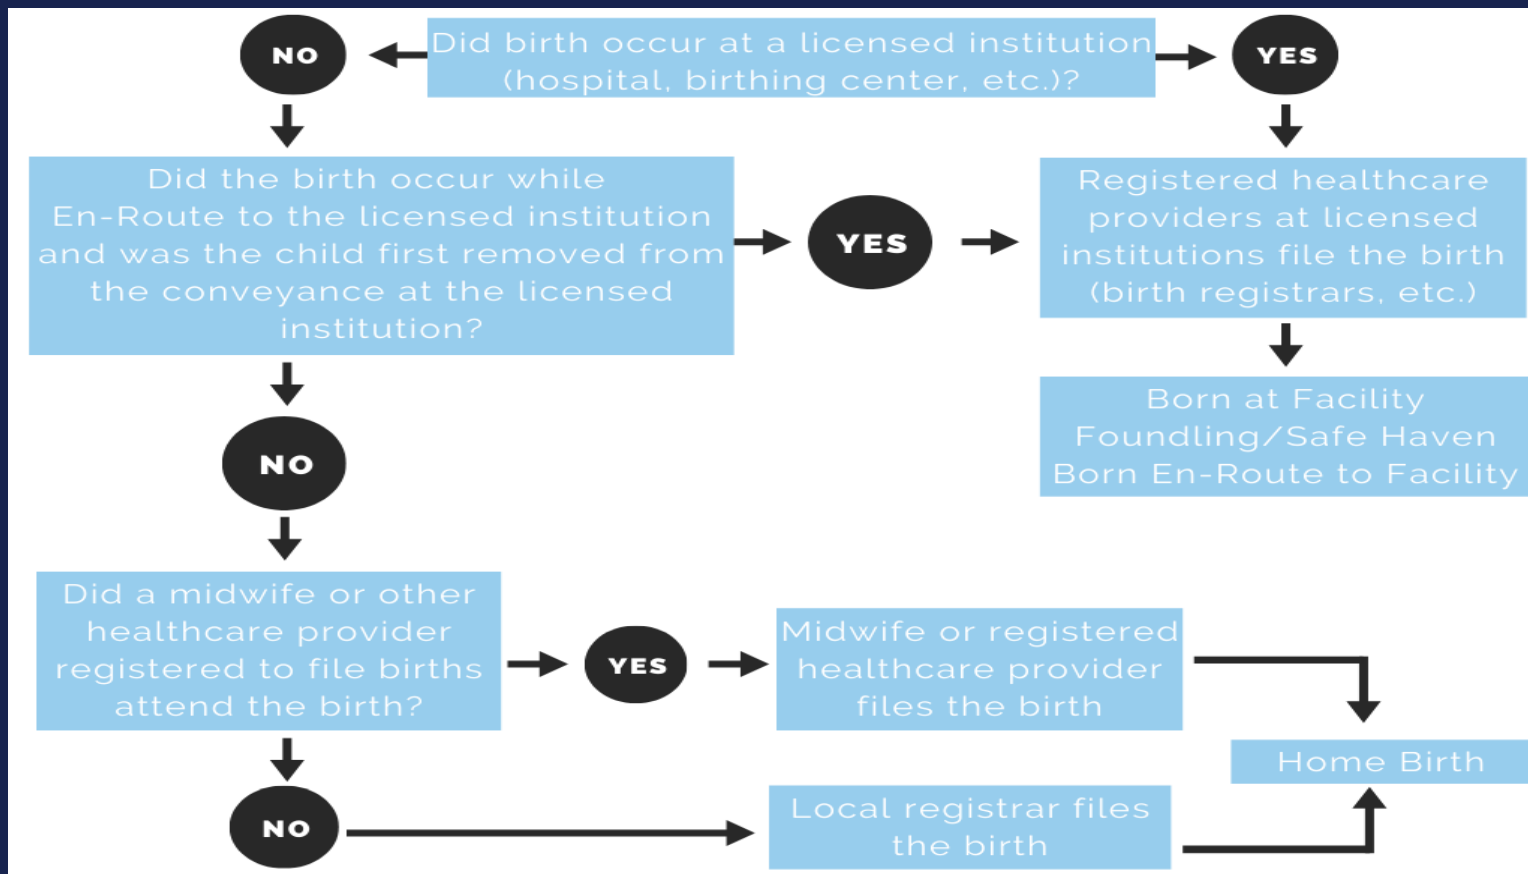 NO
Did birth occur at a licensed institution
(hospital, birthing center, etc.)?
YES
Did the birth occur while
En-Route to the licensed institution
and was the child first removed from
the conveyance at the licensed
institution?
YES
Registered healthcare
providers at licensed
institutions file the birth
(birth registrars, etc.)
Born at Facility
Foundling/Safe Haven
Born En-Route to Facility
NO
Did a midwife or other
healthcare provider
registered to file births
attend the birth?
YES
Midwife or registered
healthcare provider
files the birth
Home Birth
NO
Local registrar files
the birth